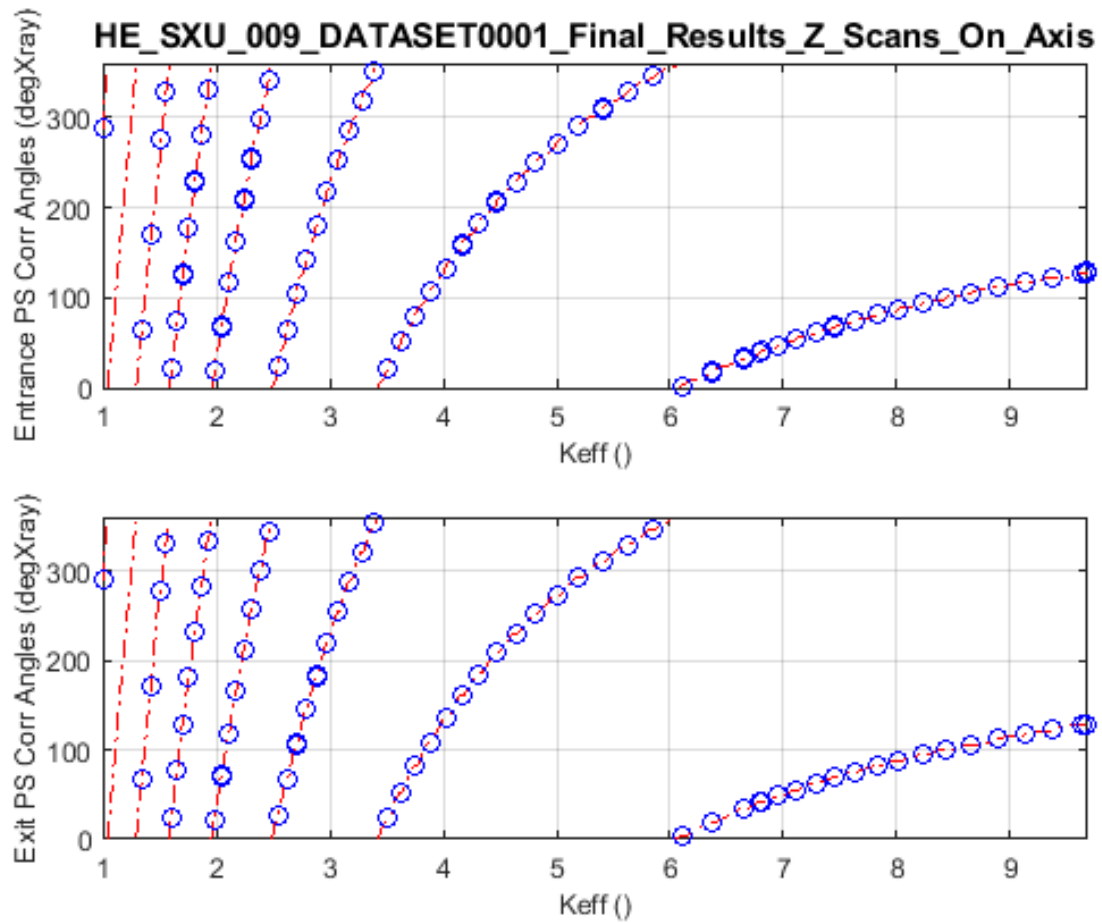 HE_SXU_009_DATASET0001_Final_Results_Z_Scans_On_Axis
Entrance PS Corr Angles (degXray)
300
200
100
0
1 2 3 4 5 6 7 8 9
Keff ()
Exit PS Corr Angles (degXray)
300
200
100
0
1 2 3 4 5 6 7 8 9
Keff ()